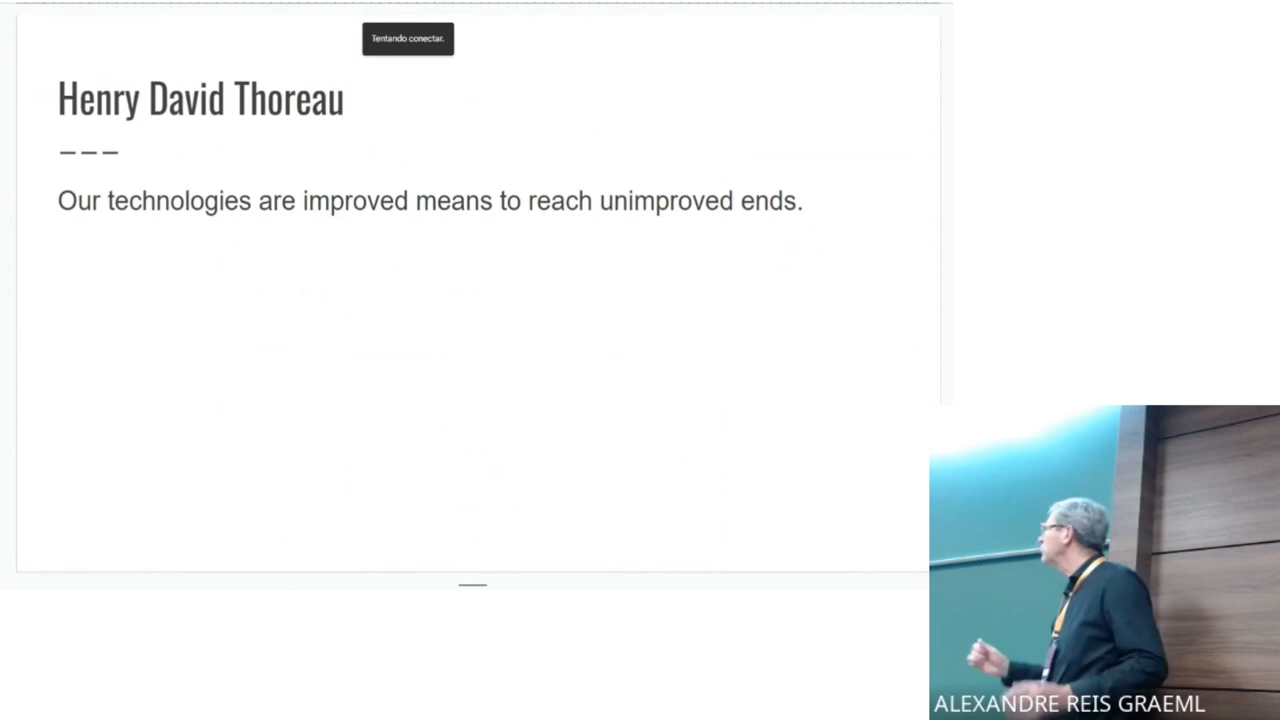 Tentando conectar.
Henry David Thoreau
Our technologies are improved means to reach unimproved ends.
ALEXANDRE REIS GRAEML